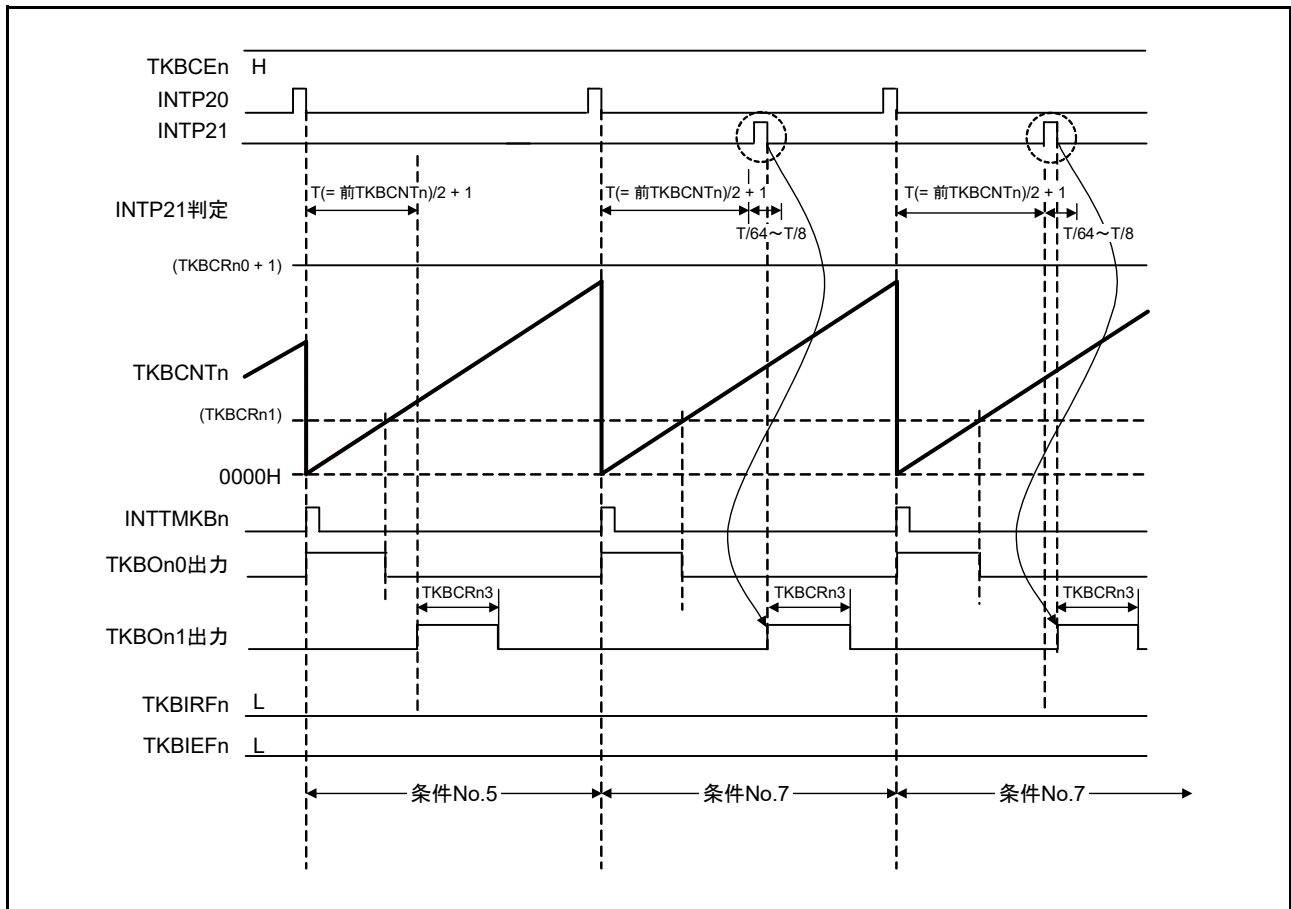 TKBCEn H
INTP20
INTP21
T(= 前TKBCNTn)/2 + 1 T(= 前TKBCNTn)/2 + 1 T(= 前TKBCNTn)/2 + 1
INTP21判定
T/64～T/8 T/64～T/8
(TKBCRn0 + 1)
TKBCNTn
(TKBCRn1)
0000H
INTTMKBn
TKBOn0出力
TKBCRn3 TKBCRn3 TKBCRn3
TKBOn1出力
TKBIRFn L
TKBIEFn L
条件No.5 条件No.7 条件No.7